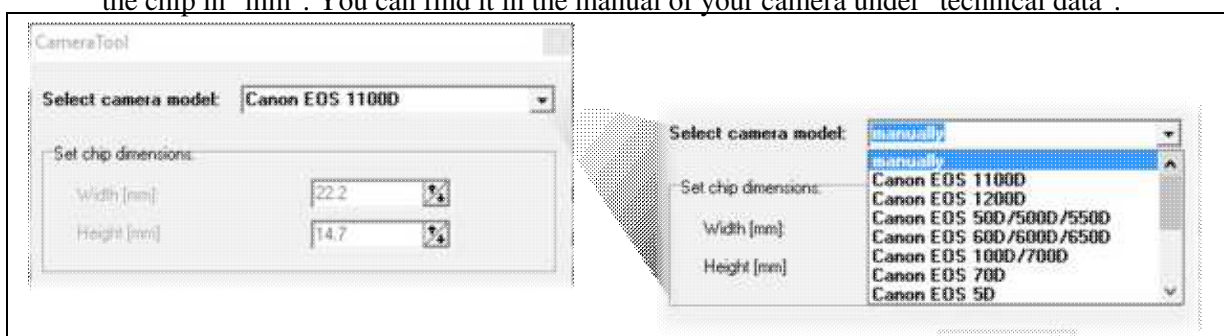 the chip in "mm". You can find it in the manual of your camera under "technical data".
CameraTool
Select camera model: Canon EOS 1100D
Set chip dimensions:
Width [mm]: 22.2
Height [mm]: 14.7
Select camera model: manually
manually
Canon EOS 1100D
Canon EOS 1200D
Canon EOS 50D/500D/550D
Canon EOS 60D/600D/650D
Canon EOS 100D/700D
Canon EOS 70D
Canon EOS 5D
Set chip dimensions:
Width [mm]:
Height [mm]